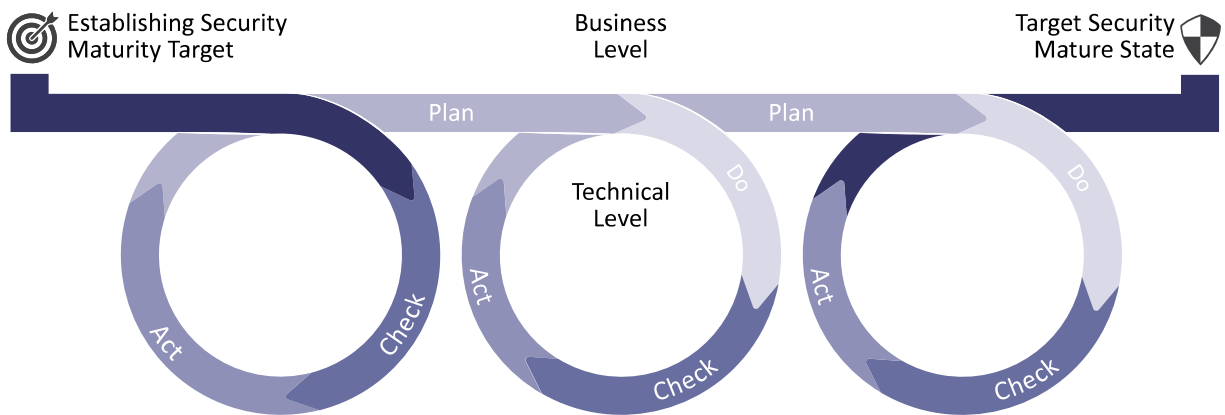 Establishing Security
Maturity Target
Business
Level
Target Security
Mature State
Plan
Plan
Do
Do
Technical
Level
Act
Check
Act
Check
Act
Check